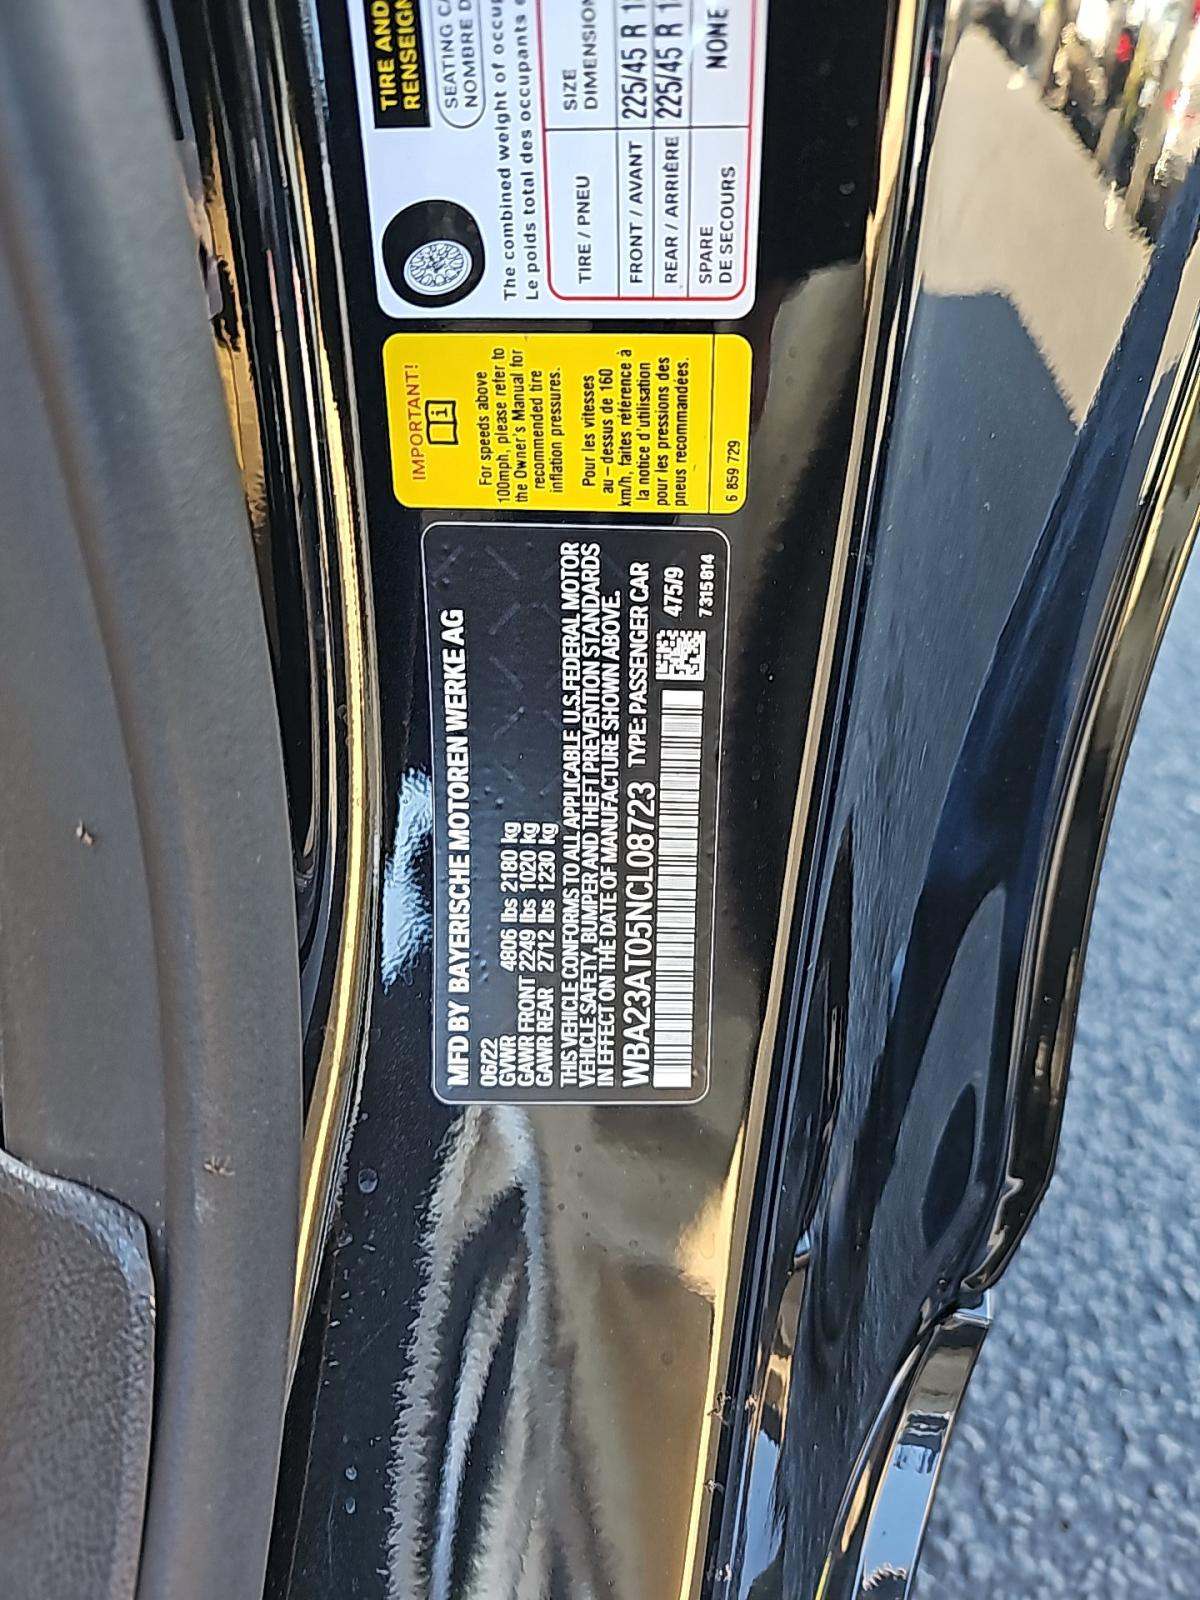 MFD BY BAYERISCHE MOTOREN WERKE AG
06/22
GVWR 4806 lbs 2180 kg
GAWR FRONT 2249 lbs 1020 kg
GAWR REAR 2712 lbs 1230 kg
THIS VEHICLE CONFORMS TO ALL APPLICABLE U.S.FEDERAL MOTOR
VEHICLE SAFETY, BUMPER AND THEFT PREVENTION STANDARDS
IN EFFECT ON THE DATE OF MANUFACTURE SHOWN ABOVE.
WBA23AT05NCL08723 TYPE: PASSENGER CAR
475/9
7315814
IMPORTANT!
For speeds above
100mph, please refer to
the Owner's Manual for
recommended tire
inflation pressures.
Pour les vitesses
au – dessus de 160
km/h, faites référence à
la notice d'utilisation
pour les pressions des
pneus recommandées.
6 859 729
TIRE AND
RENSEIGN
SEATING CA
NOMBRE D
The combined weight of occup
Le poids total des occupants e
TIRE / PNEU
SIZE
DIMENSION
FRONT / AVANT 225/45 R
REAR / ARRIÈRE 225/45 R
SPARE
DE SECOURS
NONE